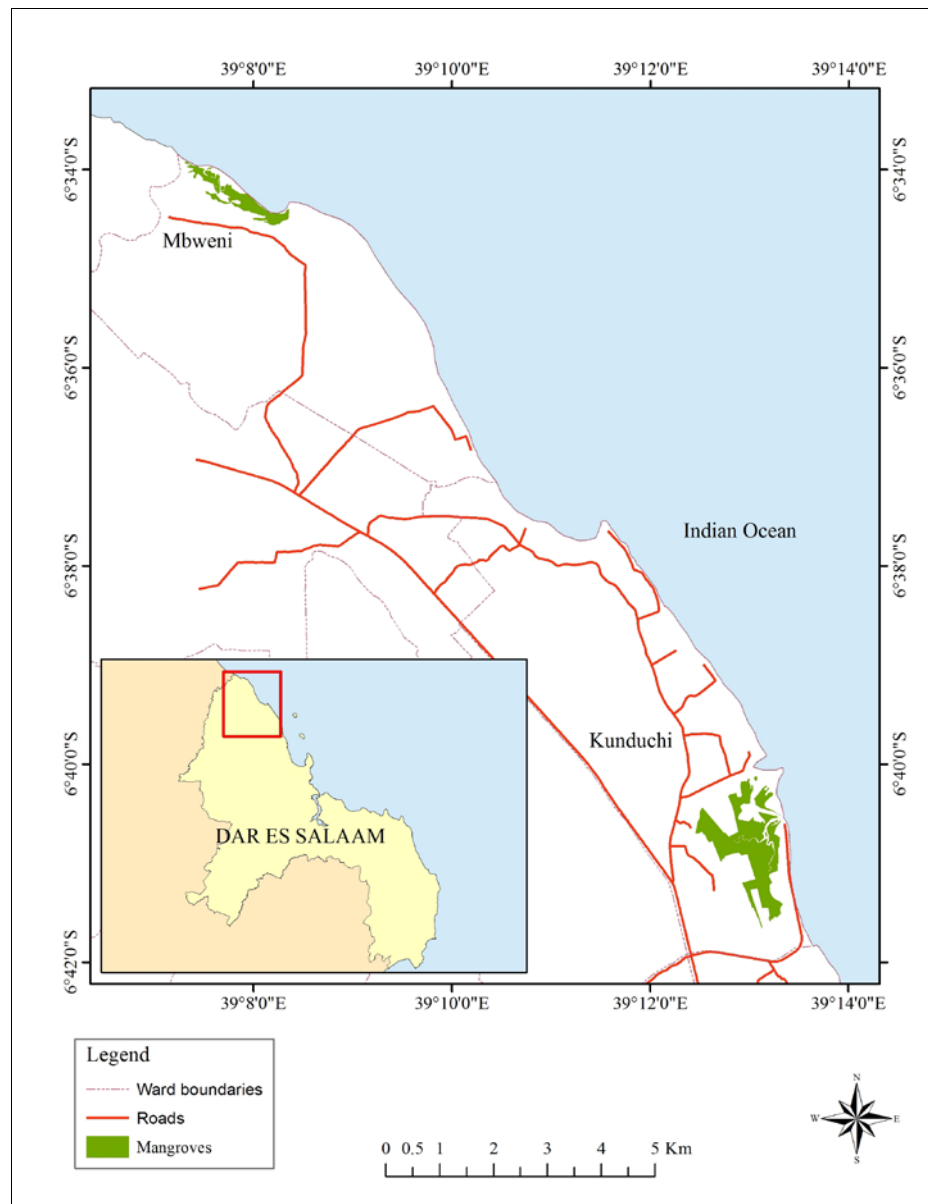 39°8'0"E 39°10'0"E 39°12'0"E 39°14'0"E
6°34'0"S 6°34'0"S
Mbweni
6°36'0"S 6°36'0"S
Indian Ocean
6°38'0"S 6°38'0"S
Kunduchi
6°40'0"S 6°40'0"S
DAR ES SALAAM
6°42'0"S 6°42'0"S
39°8'0"E 39°10'0"E 39°12'0"E 39°14'0"E
Legend
Ward boundaries
Roads
Mangroves
N
W E
S
0 0.5 1 2 3 4 5 Km